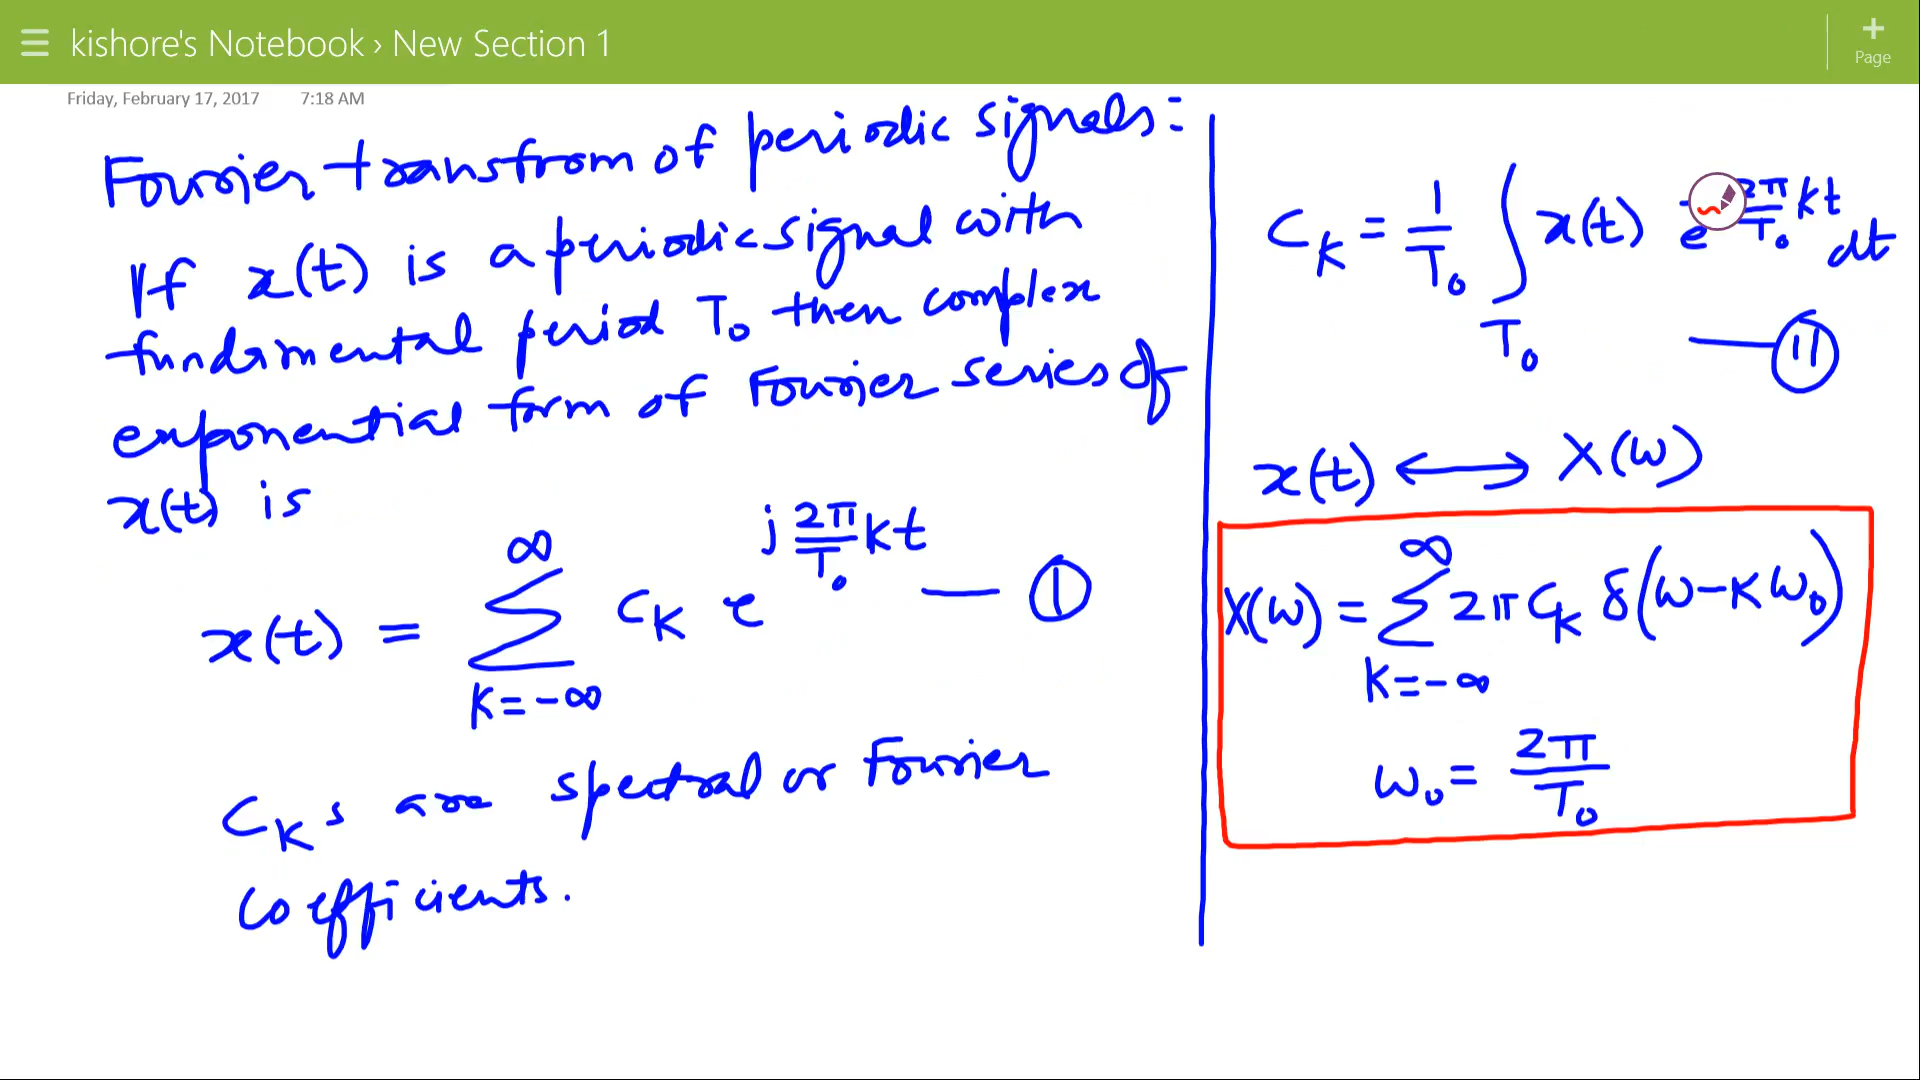 kishore's Notebook › New Section 1
Page
Friday, February 17, 2017 7:18 AM
Fourier transfrom of periodic signals:
If x(t) is a periodic signal with
fundamental period T₀ then complex
exponential form of Fourier series of
x(t) is
x(t) = ∑_{K=-∞}^{∞} C_K e^{j 2π/T₀ Kt} — ①
C_K s are spectral or Fourier
coefficients.
C_K = 1/T₀ ∫_{T₀} x(t) e^{- 2π/T₀ Kt} dt
— ⑪
x(t) ⟷ X(ω)
X(ω) = ∑_{K=-∞}^{∞} 2π C_K δ(ω-Kω₀)
ω₀ = 2π/T₀